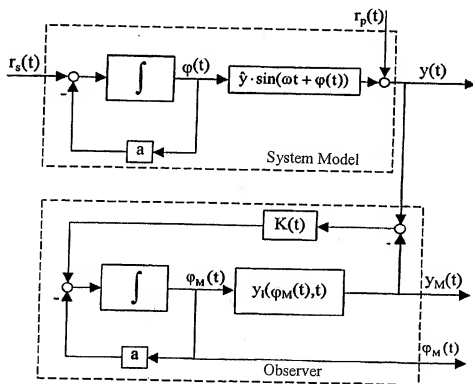 r_p(t)
r_s(t)
∫
φ(t)
ŷ·sin(ωt + φ(t))
y(t)
-
a
System Model
K(t)
-
-
∫
φ_M(t)
y_i(φ_M(t),t)
y_M(t)
a
φ_M(t)
Observer